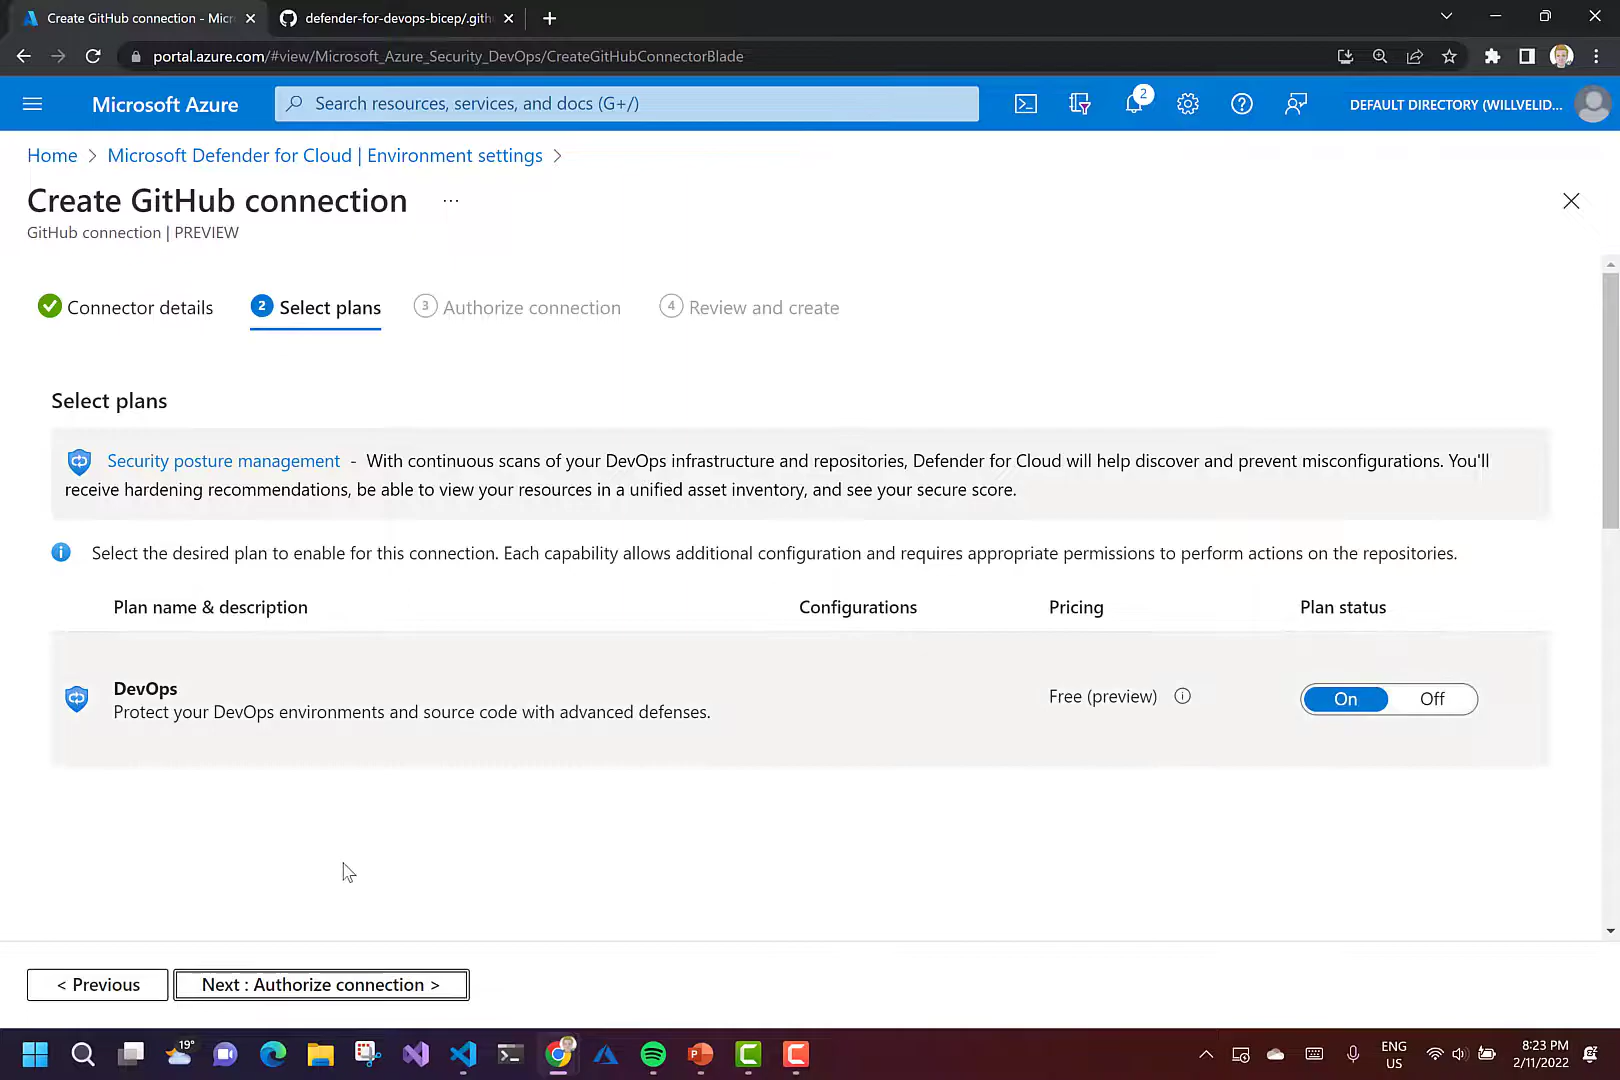 Create GitHub connection - Micr
defender-for-devops-bicep/.gith
portal.azure.com/#view/Microsoft_Azure_Security_DevOps/CreateGitHubConnectorBlade
Microsoft Azure
Search resources, services, and docs (G+/)
2
DEFAULT DIRECTORY (WILLVELID...
Home > Microsoft Defender for Cloud | Environment settings >
Create GitHub connection ...
GitHub connection | PREVIEW
Connector details
2 Select plans
3 Authorize connection
4 Review and create
Select plans
Security posture management - With continuous scans of your DevOps infrastructure and repositories, Defender for Cloud will help discover and prevent misconfigurations. You'll
receive hardening recommendations, be able to view your resources in a unified asset inventory, and see your secure score.
Select the desired plan to enable for this connection. Each capability allows additional configuration and requires appropriate permissions to perform actions on the repositories.
Plan name & description Configurations Pricing Plan status
DevOps
Protect your DevOps environments and source code with advanced defenses.
Free (preview)
On Off
< Previous
Next : Authorize connection >
19°
ENG
US
8:23 PM
2/11/2022